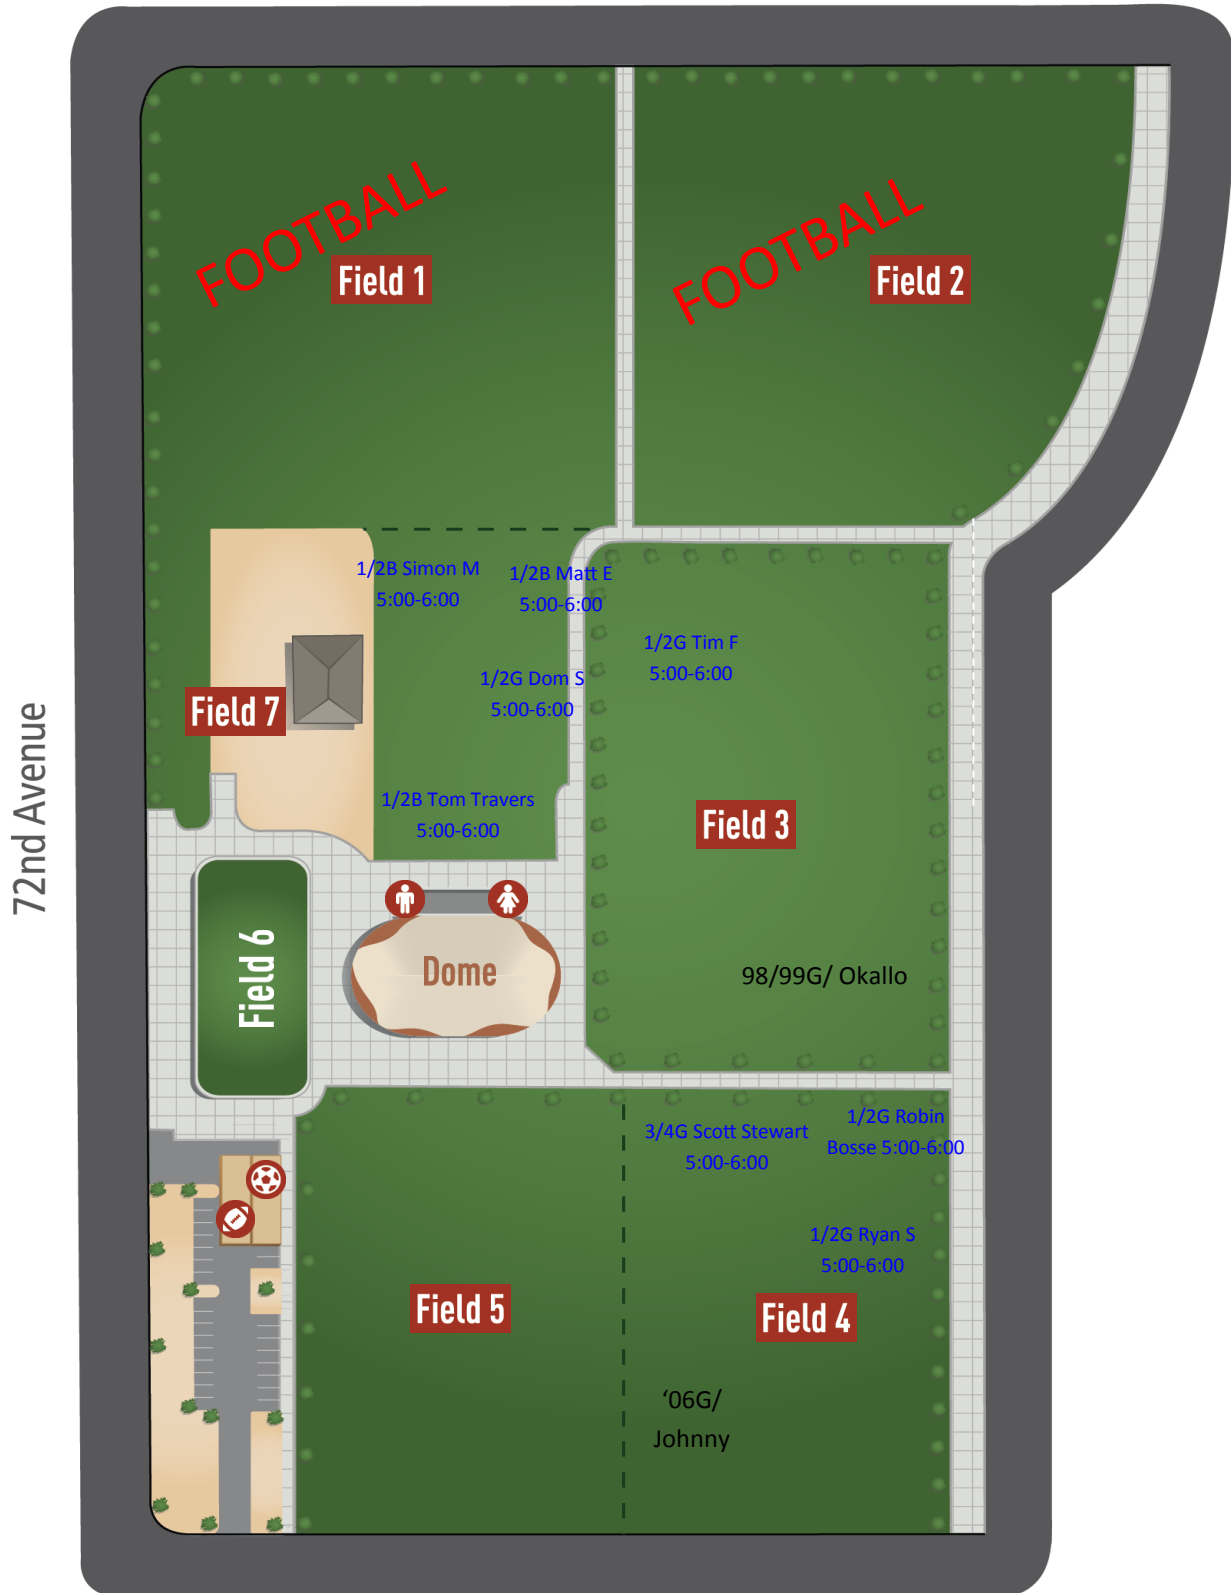 FOOTBALL
Field 1
FOOTBALL
Field 2
1/2B Simon M
5:00-6:00
1/2B Matt E
5:00-6:00
1/2G Tim F
5:00-6:00
1/2G Dom S
5:00-6:00
Field 7
72nd Avenue
1/2B Tom Travers
5:00-6:00
Field 3
Field 6
Dome
98/99G/ Okallo
3/4G Scott Stewart
5:00-6:00
1/2G Robin
Bosse 5:00-6:00
1/2G Ryan S
5:00-6:00
Field 5
Field 4
‘06G/
Johnny